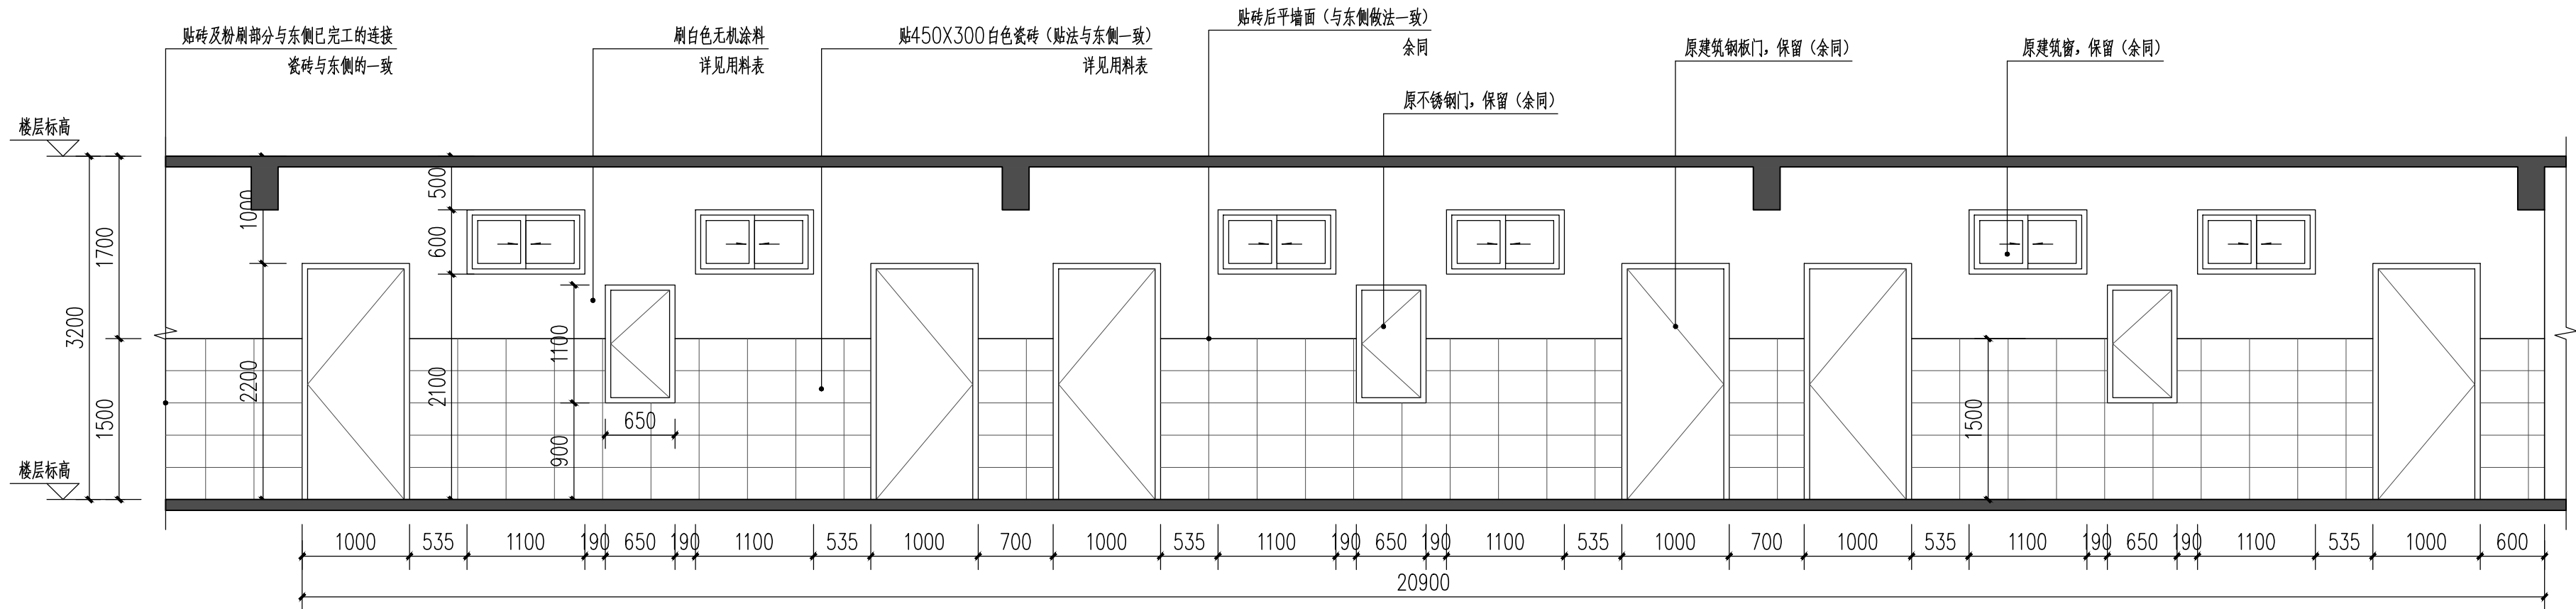 贴砖及粉刷部分与东侧已完工的连接
瓷砖与东侧的一致
刷白色无机涂料
详见用料表
贴450X300白色瓷砖（贴法与东侧一致）
详见用料表
贴砖后平墙面（与东侧做法一致）
余同
原不锈钢门，保留（余同）
原建筑钢板门，保留（余同）
原建筑窗，保留（余同）
楼层标高
楼层标高
3200
1700
1500
1000
2200
500
600
2100
1100
900
650
1500
1000 535 1100 190 650 190 1100 535 1000 700 1000 535 1100 190 650 190 1100 535 1000 700 1000 535 1100 190 650 190 1100 535 1000 600
20900